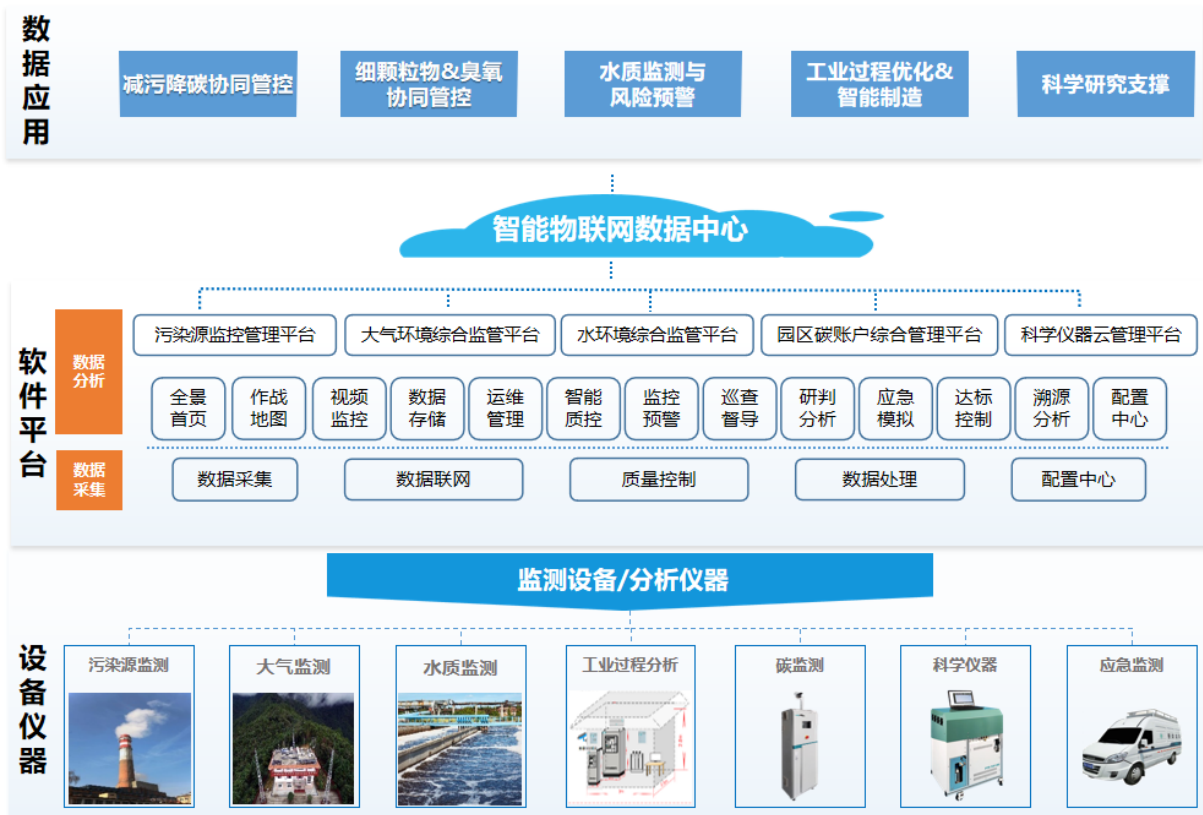 数据应用
减污降碳协同管控
细颗粒物&臭氧
协同管控
水质监测与
风险预警
工业过程优化&
智能制造
科学研究支撑
智能物联网数据中心
软件平台
数据
分析
污染源监控管理平台
大气环境综合监管平台
水环境综合监管平台
园区碳账户综合管理平台
科学仪器云管理平台
全景
首页
作战
地图
视频
监控
数据
存储
运维
管理
智能
质控
监控
预警
巡查
督导
研判
分析
应急
模拟
达标
控制
溯源
分析
配置
中心
数据
采集
数据采集
数据联网
质量控制
数据处理
配置中心
监测设备/分析仪器
设备仪器
污染源监测
大气监测
水质监测
工业过程分析
碳监测
科学仪器
应急监测